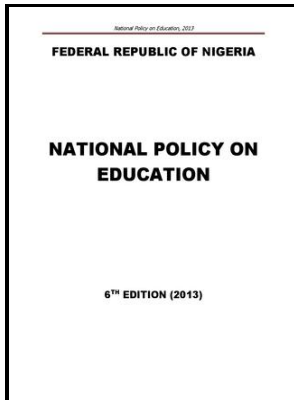 National Policy on Education, 2013
FEDERAL REPUBLIC OF NIGERIA
NATIONAL POLICY ON
EDUCATION
6TH EDITION (2013)